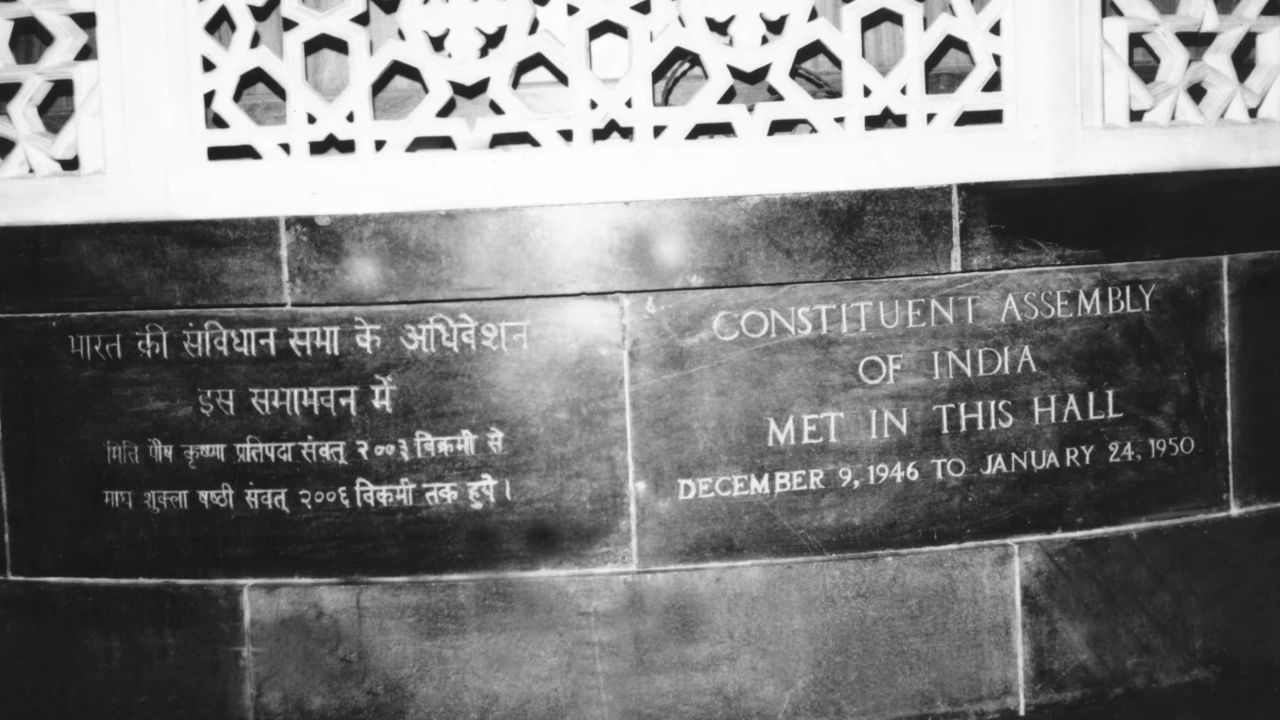 भारत की संविधान सभा के अधिवेशन
इस सभाभवन में
मिति पौष कृष्णा प्रतिपदा संवत् २००३ विक्रमी से
माघ शुक्ला षष्ठी संवत् २००६ विक्रमी तक हुये।
CONSTITUENT ASSEMBLY
OF INDIA
MET IN THIS HALL
DECEMBER 9, 1946 TO JANUARY 24, 1950